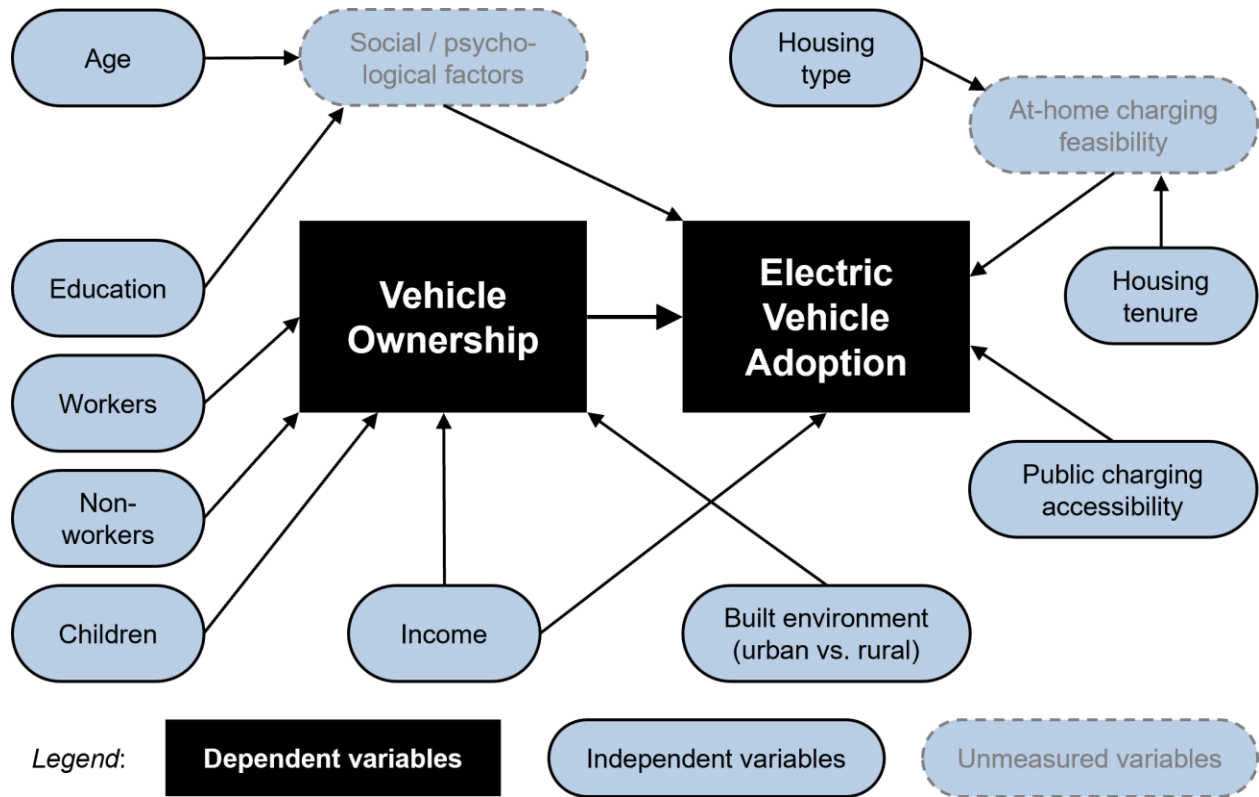 Age
Social / psycho-
logical factors
Housing
type
At-home charging
feasibility
Education
Vehicle
Ownership
Electric
Vehicle
Adoption
Housing
tenure
Workers
Non-
workers
Public charging
accessibility
Children
Income
Built environment
(urban vs. rural)
Legend:
Dependent variables
Independent variables
Unmeasured variables